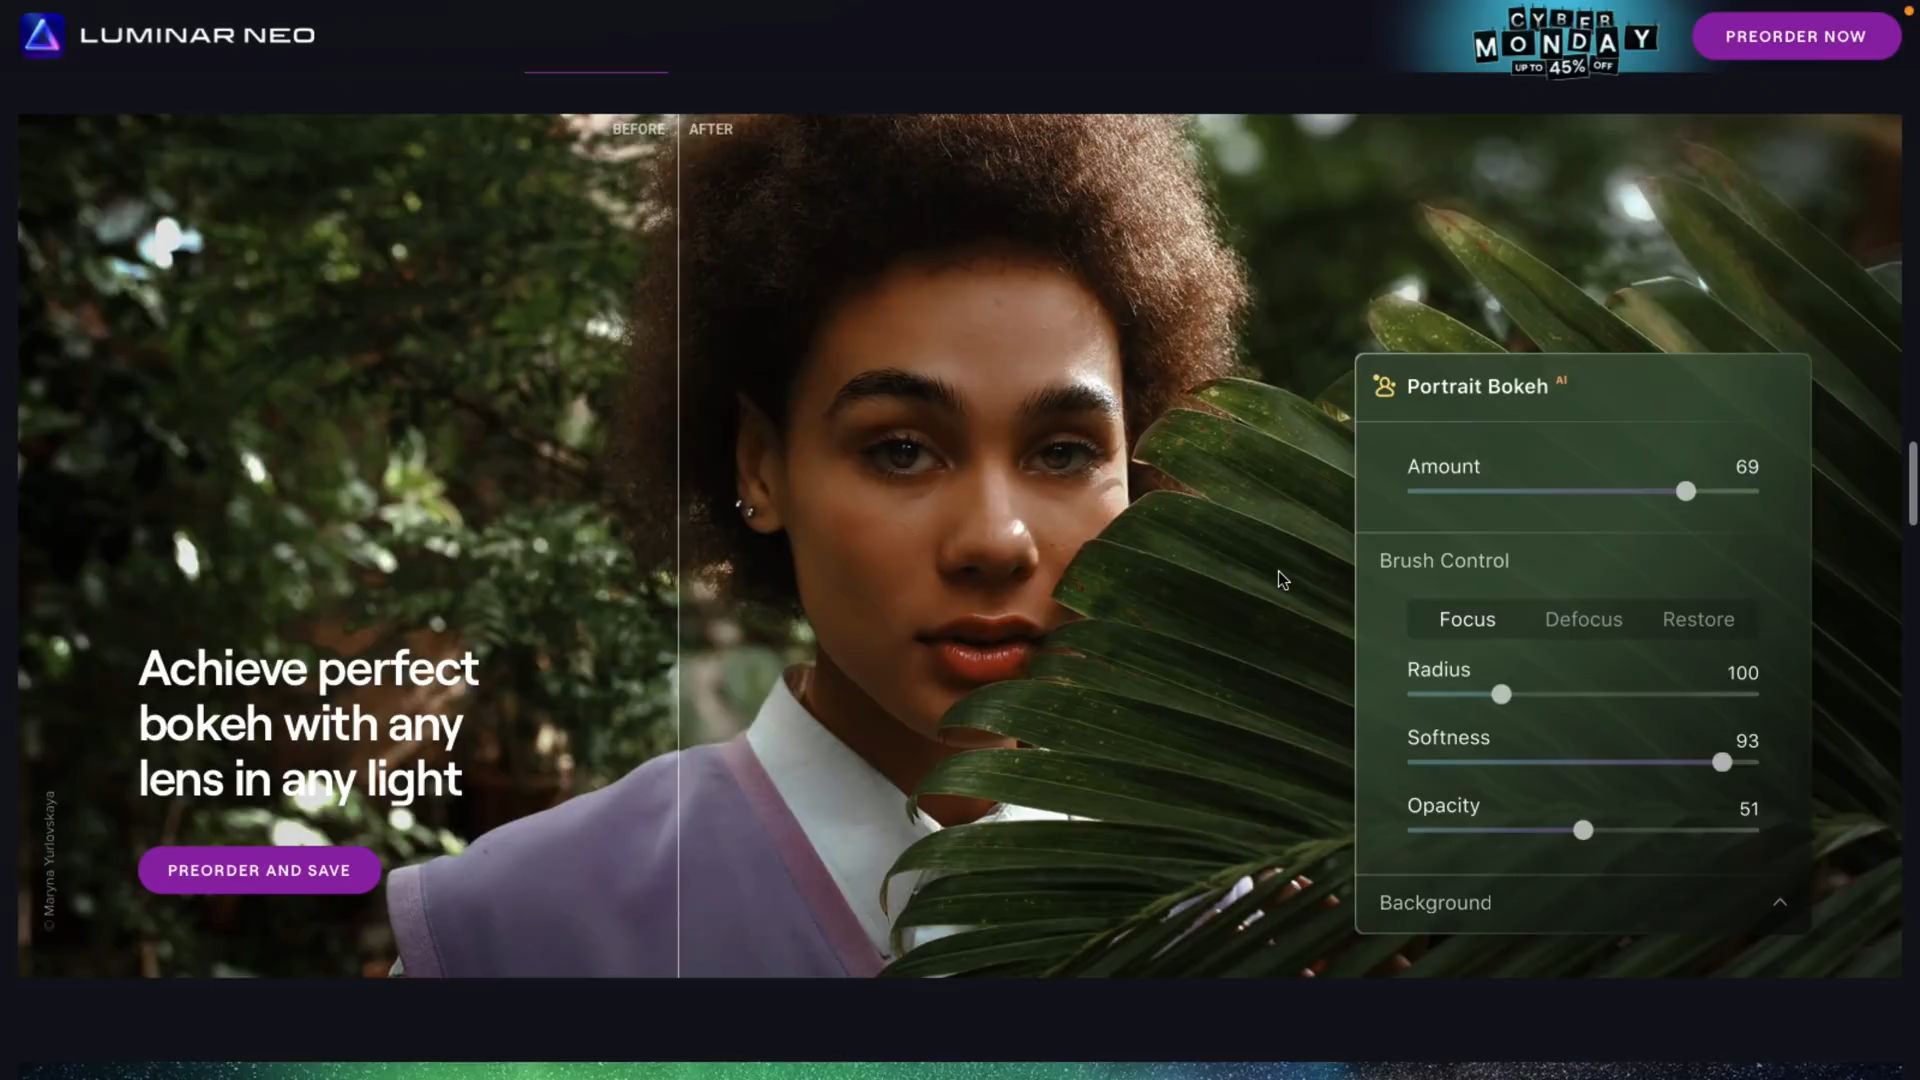 LUMINAR NEO
CYBER
MONDAY
UP TO 45% OFF
PREORDER NOW
BEFORE
AFTER
Portrait Bokeh AI
Amount
69
Brush Control
Focus
Defocus
Restore
Radius
100
Softness
93
Opacity
51
Background
Achieve perfect
bokeh with any
lens in any light
PREORDER AND SAVE
© Maryna Yurlovskaya